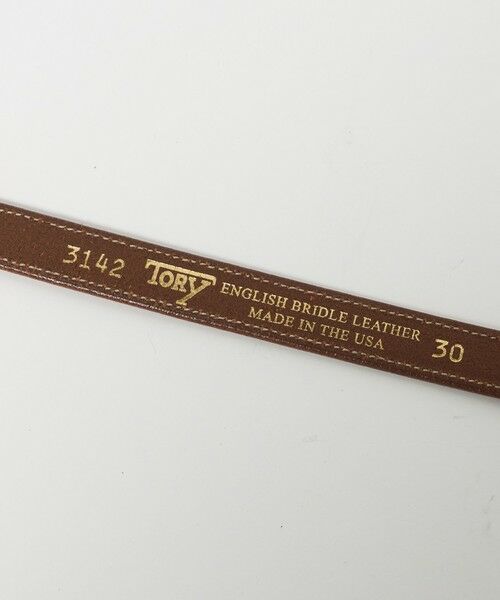 3142 TORY ENGLISH BRIDLE LEATHER 30
MADE IN THE USA